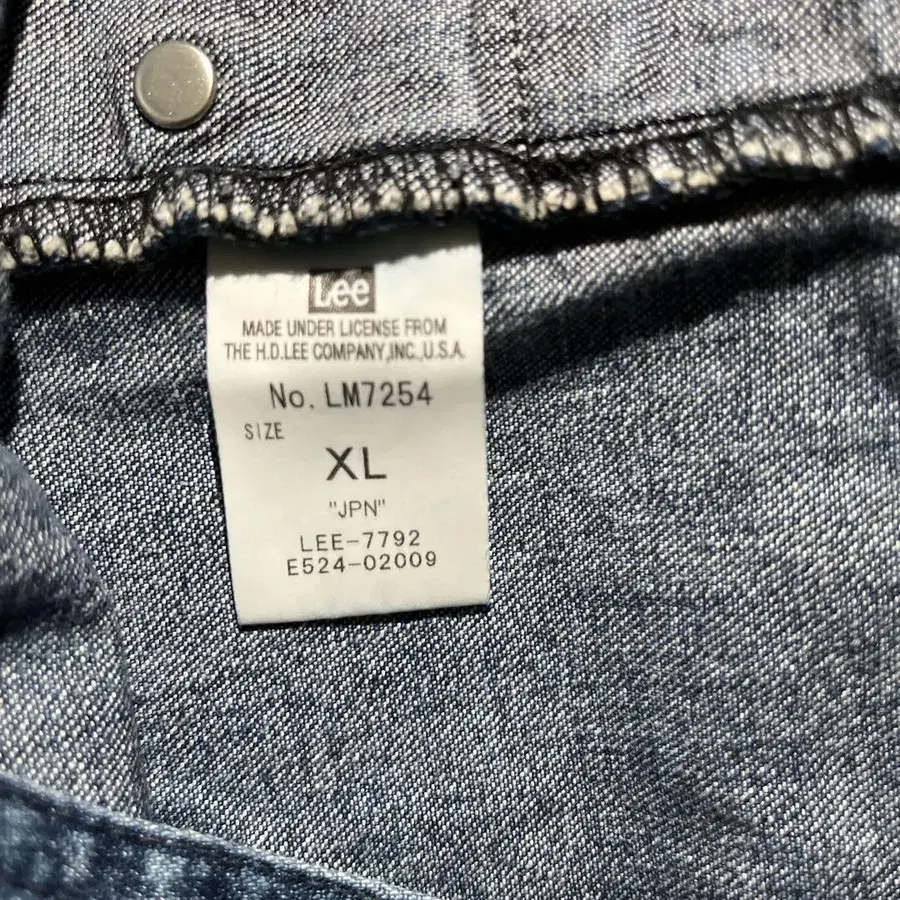 Lee
MADE UNDER LICENSE FROM
THE H.D.LEE COMPANY,INC.,U.S.A.
No. LM7254
SIZE
XL
"JPN"
LEE-7792
E524-02009